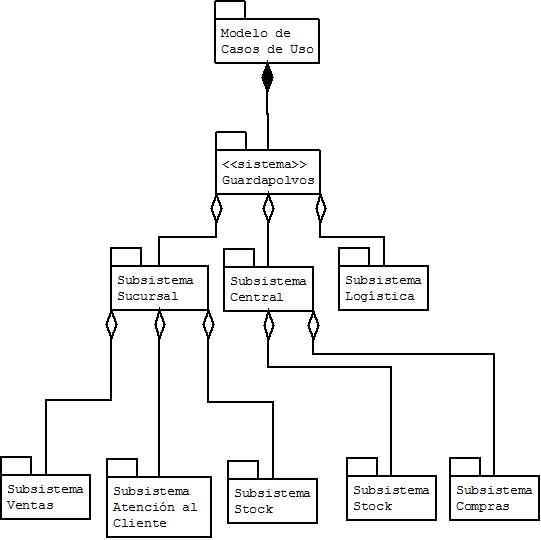 Modelo de
Casos de Uso
<<sistema>>
Guardapolvos
Subsistema
Sucursal
Subsistema
Central
Subsistema
Logística
Subsistema
Ventas
Subsistema
Atención al
Cliente
Subsistema
Stock
Subsistema
Stock
Subsistema
Compras